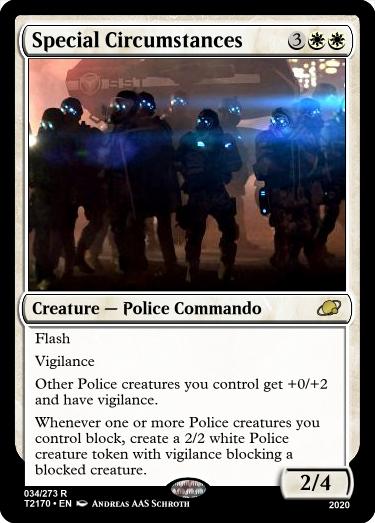 Special Circumstances 3
SST
Creature — Police Commando
Flash
Vigilance
Other Police creatures you control get +0/+2
and have vigilance.
Whenever one or more Police creatures you
control block, create a 2/2 white Police
creature token with vigilance blocking a
blocked creature.
2/4
034/273 R
T2170 • EN Andreas AAS Schroth
2020